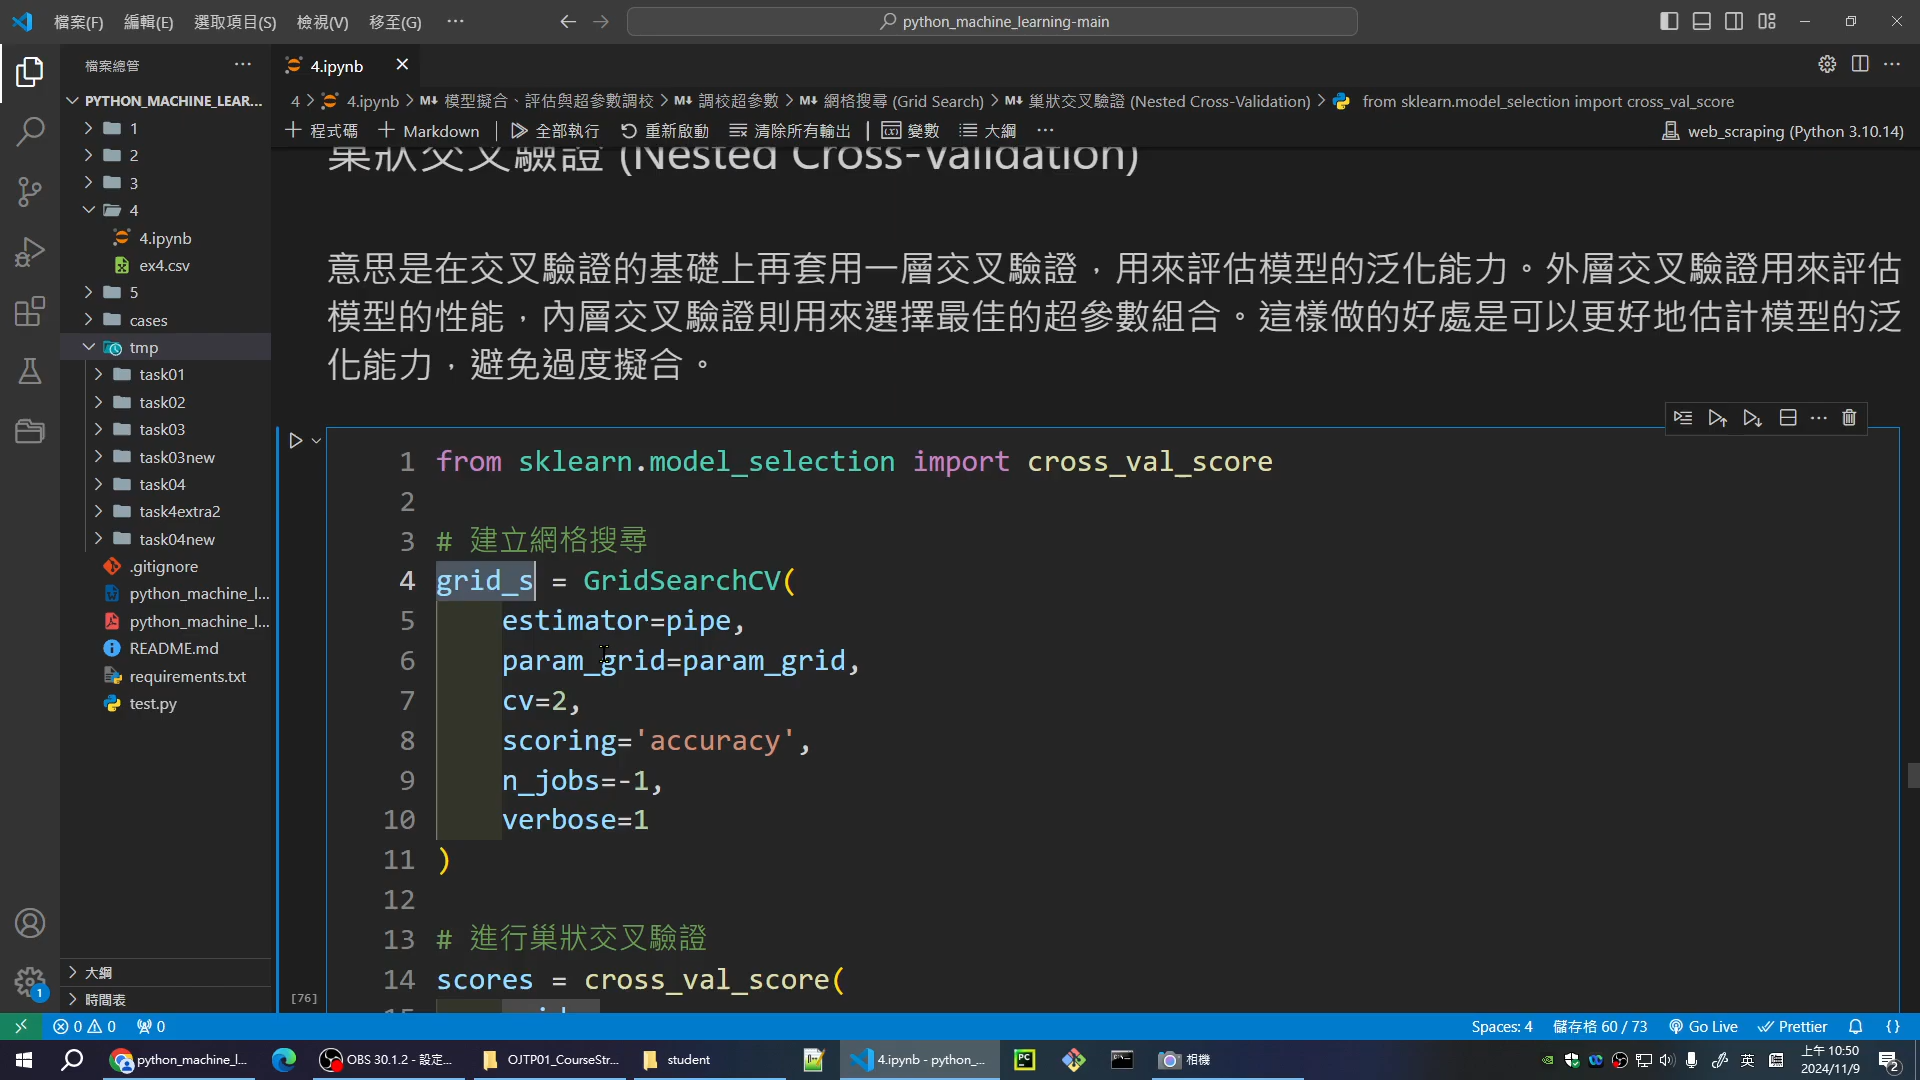 檔案(F) 編輯(E) 選取項目(S) 檢視(V) 移至(G) ··· python_machine_learning-main
檔案總管 ···
4.ipynb
PYTHON_MACHINE_LEAR...
4 > 4.ipynb > M↓ 模型擬合、評估與超參數調校 > M↓ 調校超參數 > M↓ 網格搜尋 (Grid Search) > M↓ 巢狀交叉驗證 (Nested Cross-Validation) > from sklearn.model_selection import cross_val_score
+ 程式碼 + Markdown 全部執行 重新啟動 清除所有輸出 變數 大綱 ··· web_scraping (Python 3.10.14)
1
2
3
4
4.ipynb
ex4.csv
5
cases
tmp
task01
task02
task03
task03new
task04
task4extra2
task04new
.gitignore
python_machine_l...
python_machine_l...
README.md
requirements.txt
test.py
大綱
時間表
巢狀交叉驗證 (Nested Cross-Validation)
意思是在交叉驗證的基礎上再套用一層交叉驗證，用來評估模型的泛化能力。外層交叉驗證用來評估
模型的性能，內層交叉驗證則用來選擇最佳的超參數組合。這樣做的好處是可以更好地估計模型的泛
化能力，避免過度擬合。
1 from sklearn.model_selection import cross_val_score
2
3 # 建立網格搜尋
4 grid_s = GridSearchCV(
5 estimator=pipe,
6 param_grid=param_grid,
7 cv=2,
8 scoring='accuracy',
9 n_jobs=-1,
10 verbose=1
11 )
12
13 # 進行巢狀交叉驗證
14 scores = cross_val_score(
[76]
1
0 0 0 Spaces: 4 儲存格 60 / 73 Go Live Prettier {}
python_machine_l... OBS 30.1.2 - 設定... OJTP01_CourseStr... student 4.ipynb - python_... PC 相機 英 上午 10:50
2024/11/9 2